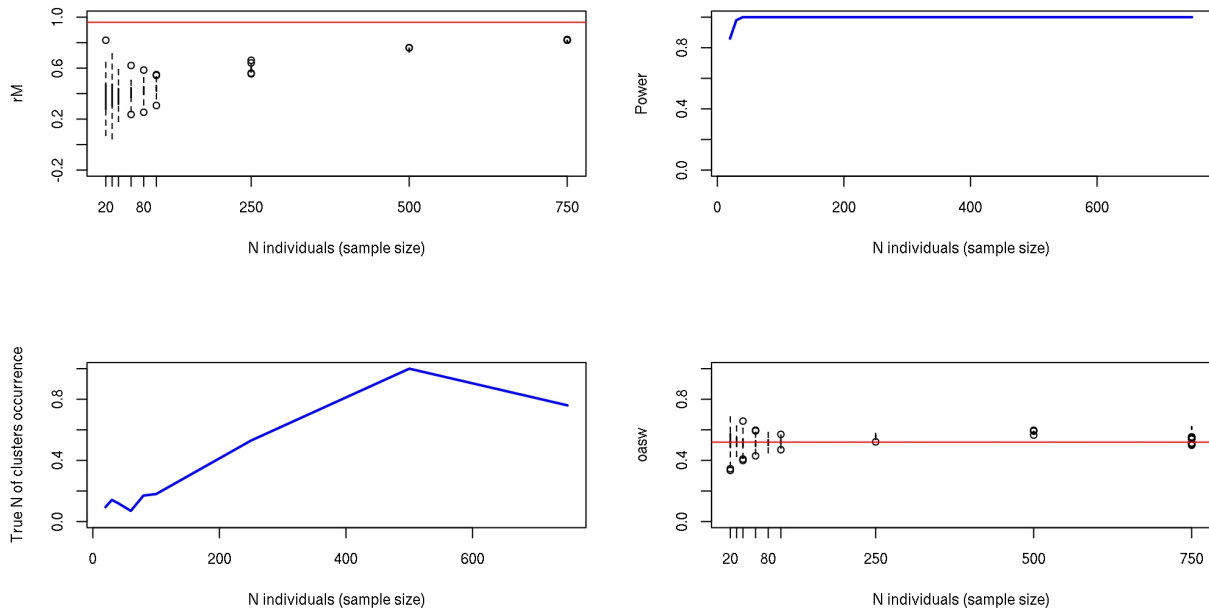 rM
1.0
0.6
0.2
-0.2
20 80 250 500 750
N individuals (sample size)
Power
0.8
0.4
0.0
0 200 400 600
N individuals (sample size)
True N of clusters occurrence
0.8
0.4
0.0
0 200 400 600
N individuals (sample size)
oasw
0.8
0.4
0.0
20 80 250 500 750
N individuals (sample size)